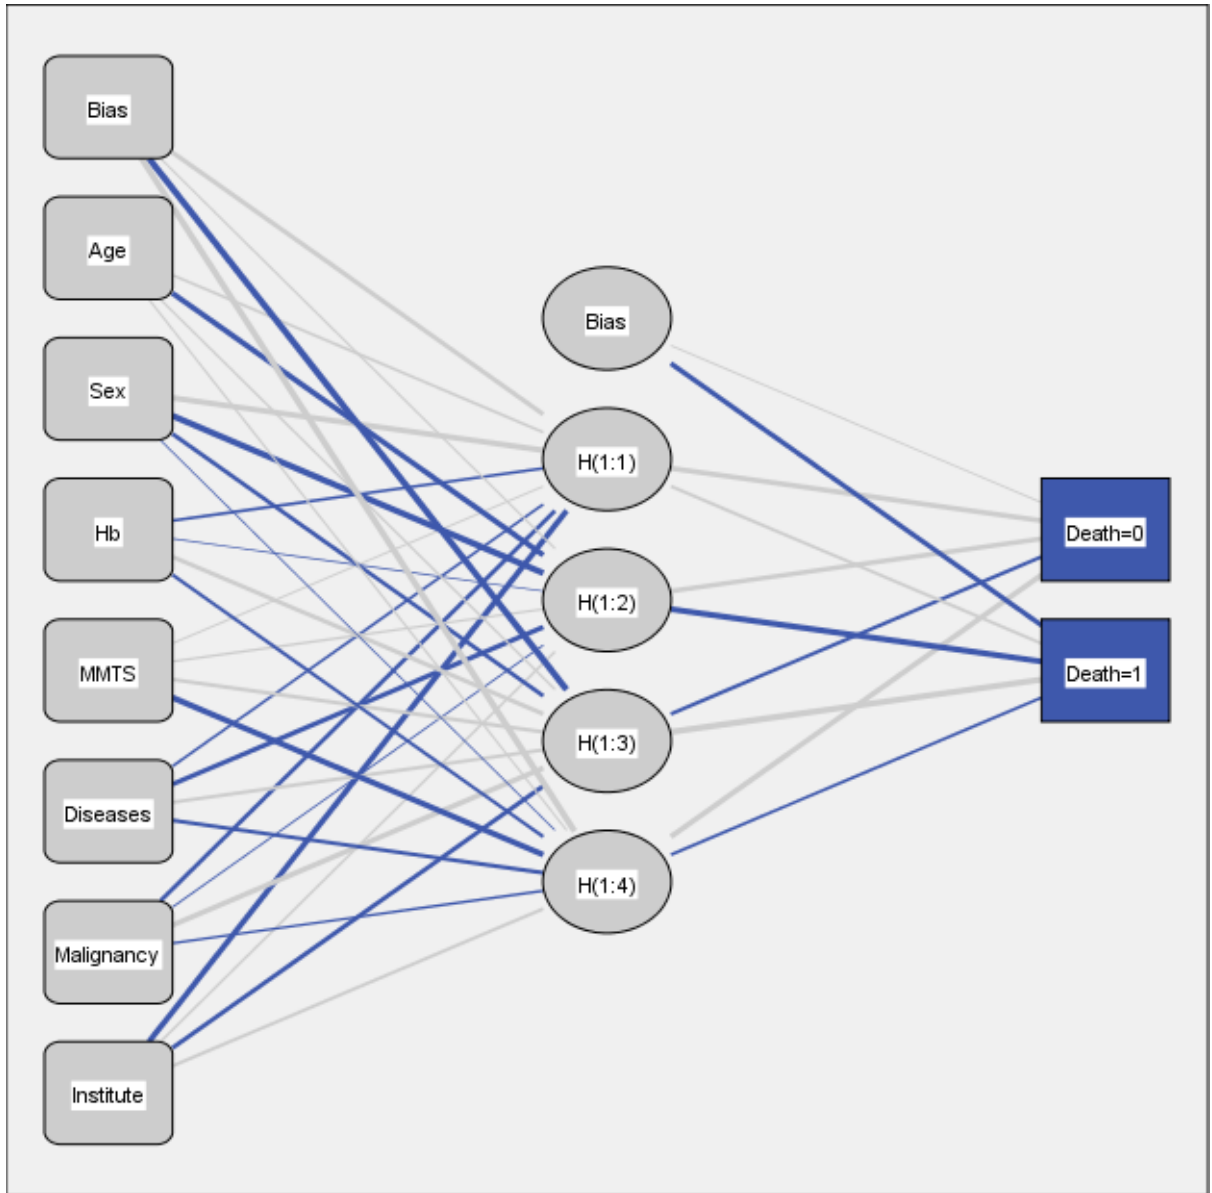 Bias
Age
Sex
Hb
MMTS
Diseases
Malignancy
Institute
Bias
H(1:1)
H(1:2)
H(1:3)
H(1:4)
Death=0
Death=1